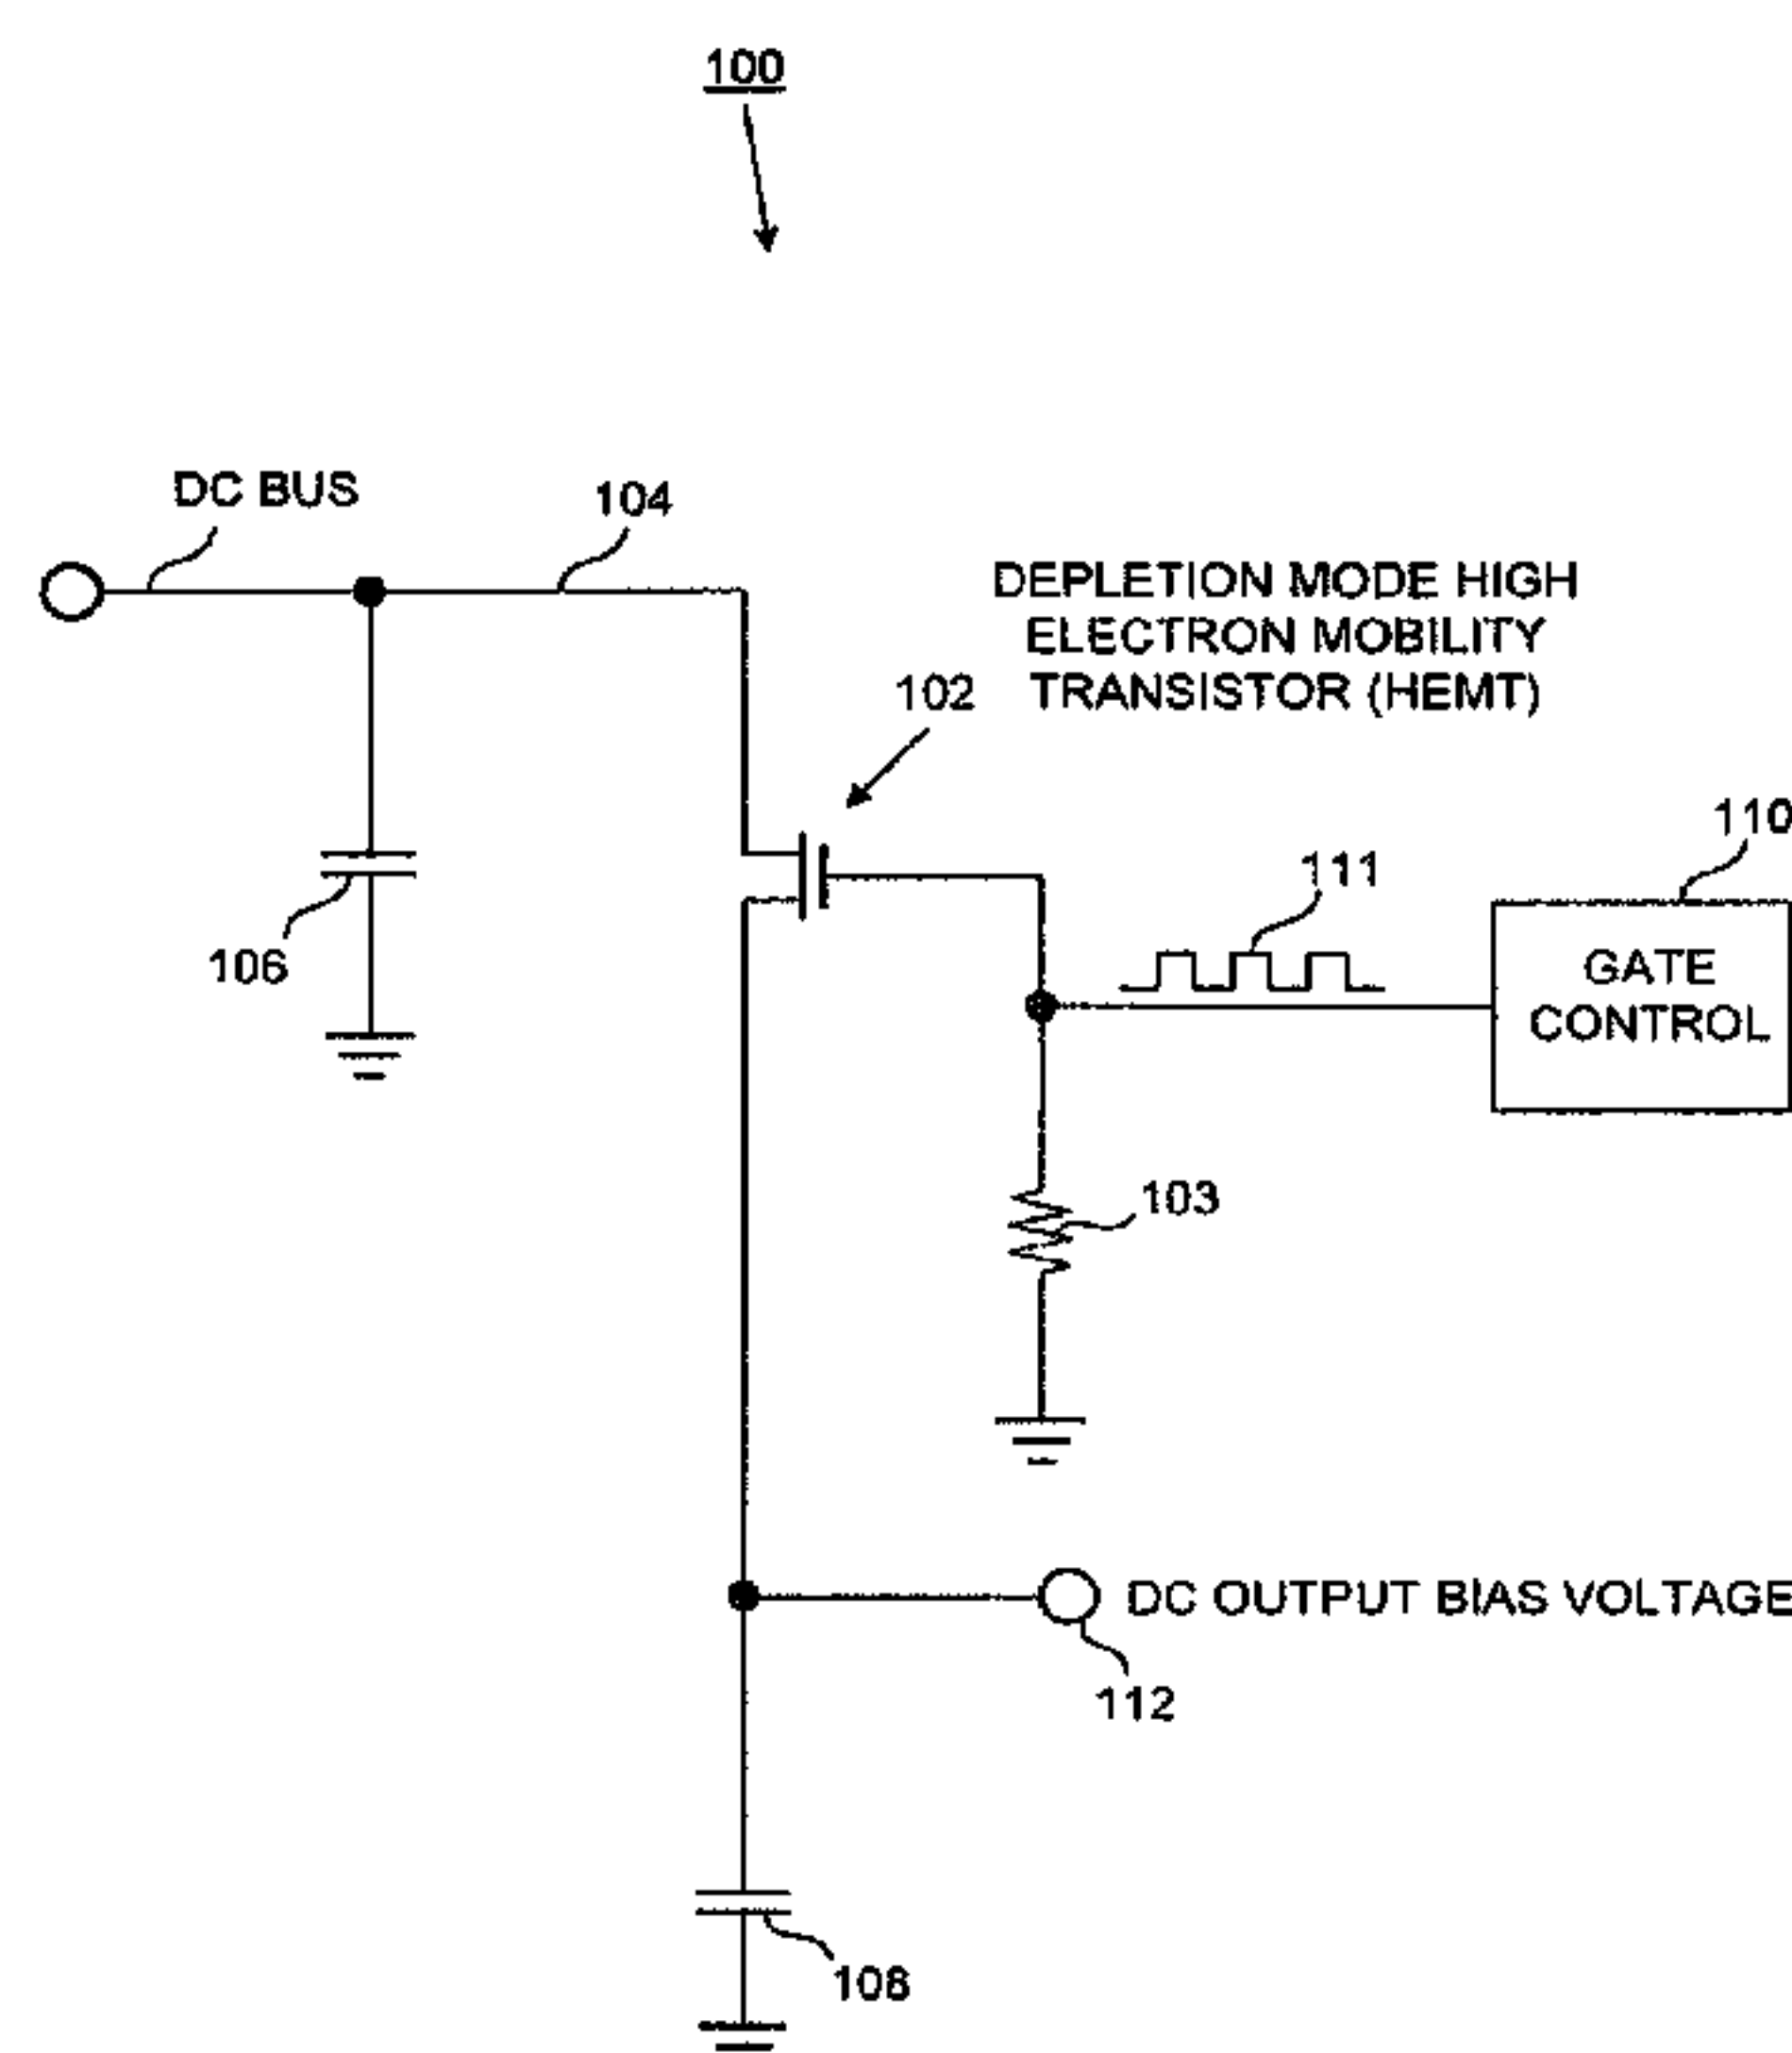 100
DC BUS
104
DEPLETION MODE HIGH
ELECTRON MOBILITY
TRANSISTOR (HEMT)
102
110
111
106
GATE
CONTROL
103
DC OUTPUT BIAS VOLTAGE
112
108